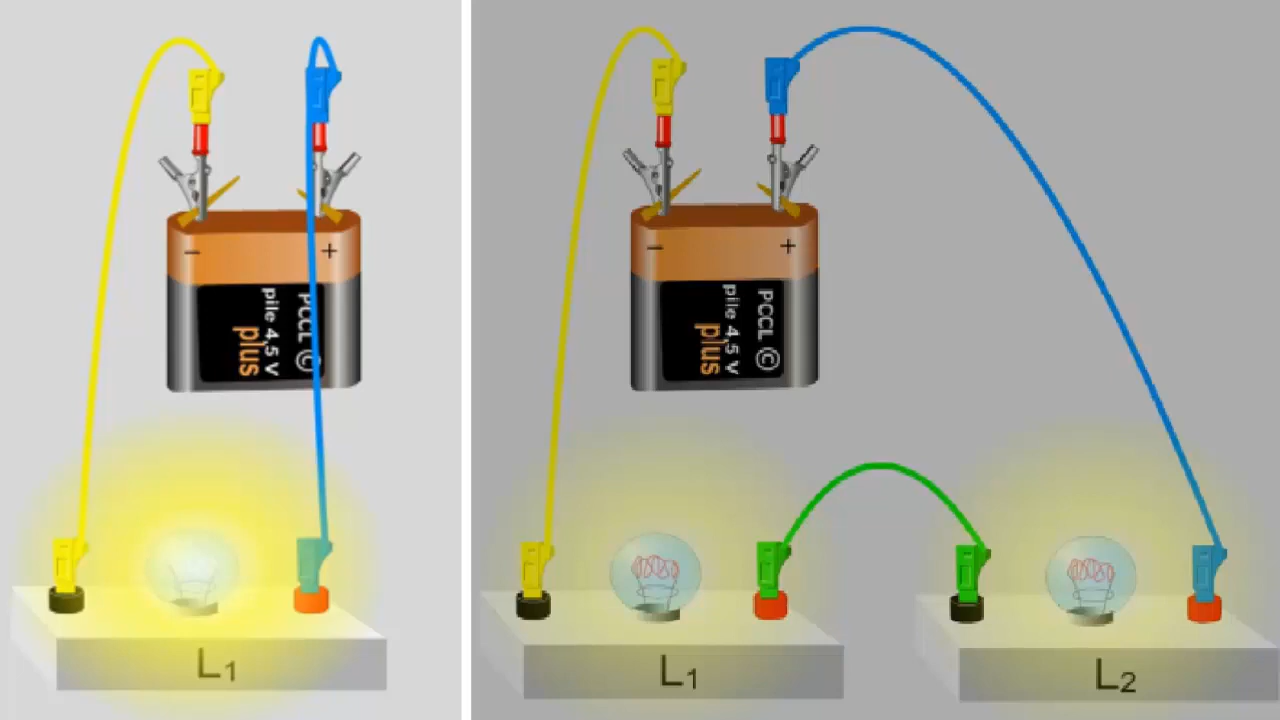 − +
PCCL ©
pile 4,5 V
plus
L₁
− +
PCCL ©
pile 4,5 V
plus
L₁
L₂